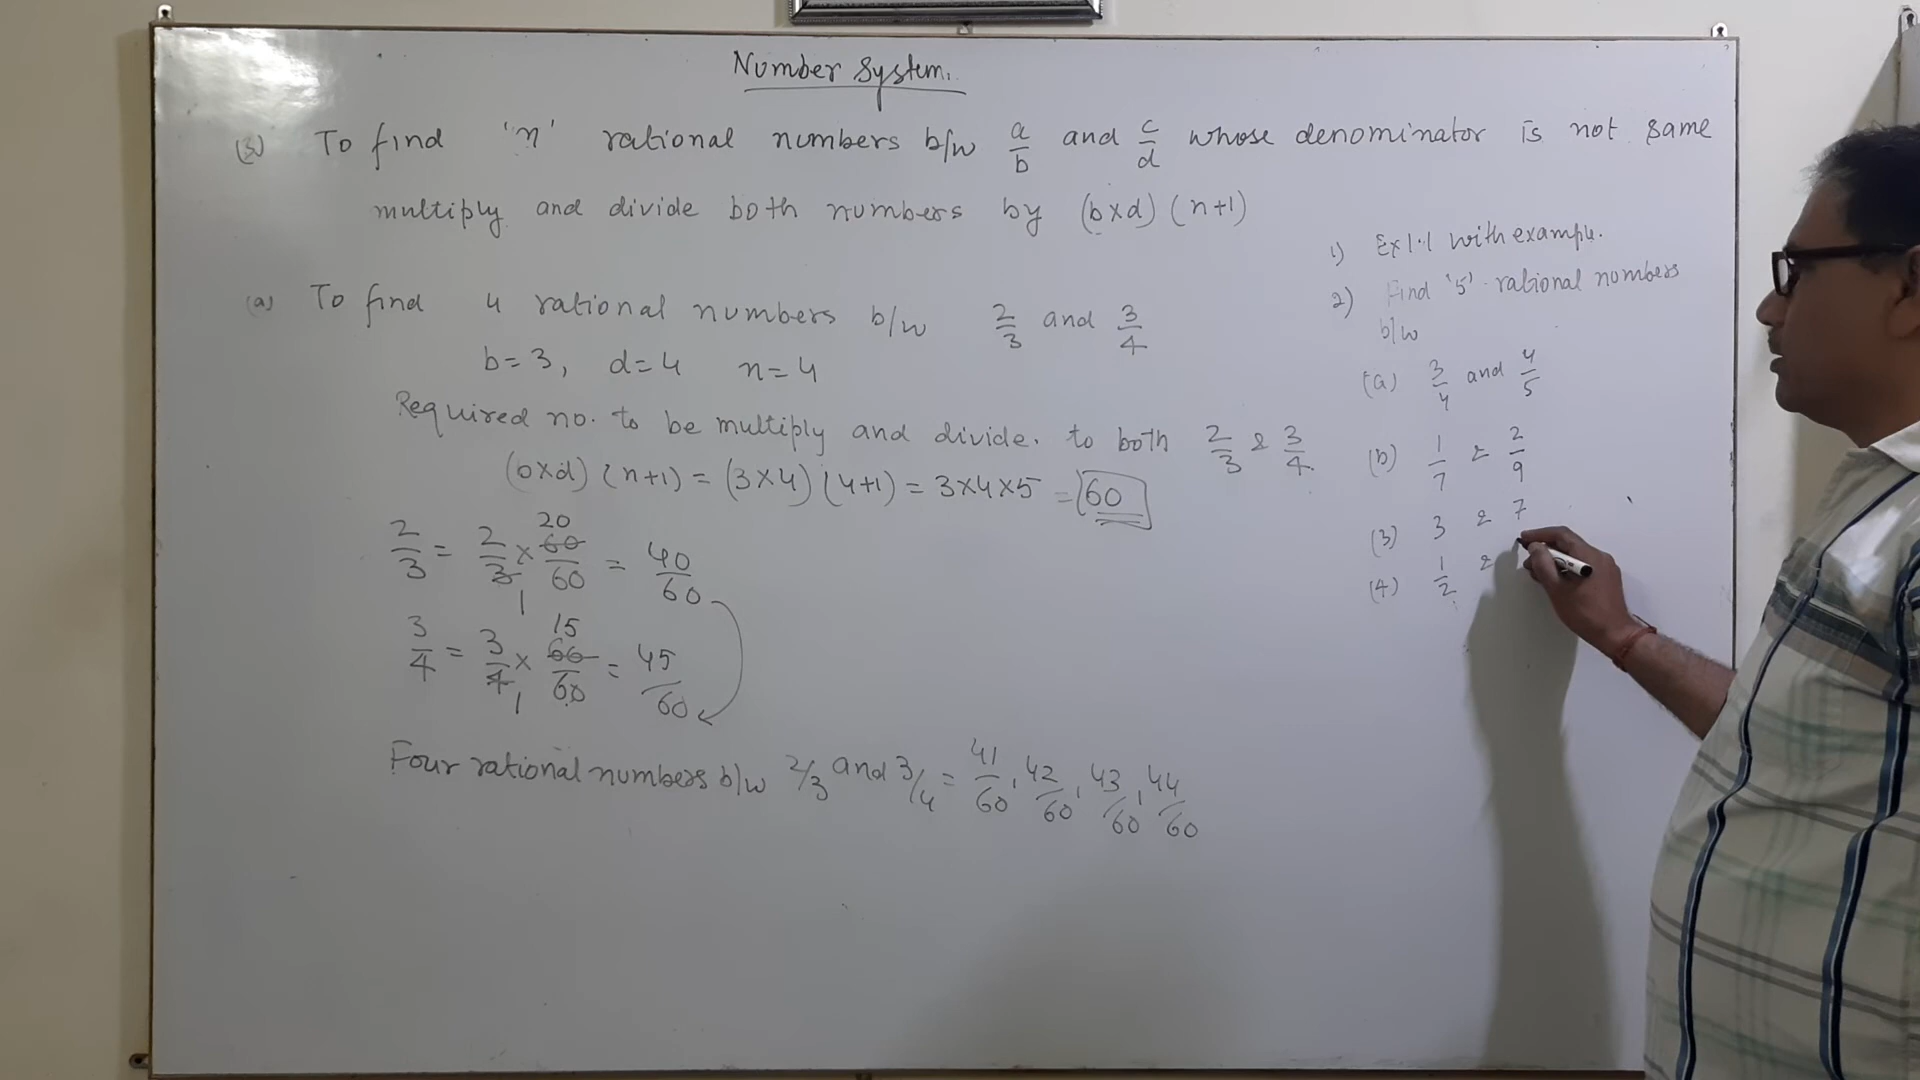 Number System.
(3) To find 'n' rational numbers b/w a/b and c/d whose denominator is not same
multiply and divide both numbers by (b×d) (n+1)
(a) To find 4 rational numbers b/w 2/3 and 3/4
b=3, d=4 n=4
Required no. to be multiply and divide. to both 2/3 & 3/4.
(b×d) (n+1) = (3×4) (4+1) = 3×4×5 = 60
2/3 = 2/3 × 60/60 = 40/60
20
1
3/4 = 3/4 × 60/60 = 45/60
15
1
Four rational numbers b/w 2/3 and 3/4 = 41/60, 42/60, 43/60, 44/60
1) Ex 1.1 with example.
2) Find '5' rational numbers
b/w
(a) 3/4 and 4/5
(b) 1/7 & 2/9
(3) 3 & 7
(4) 1/2 &